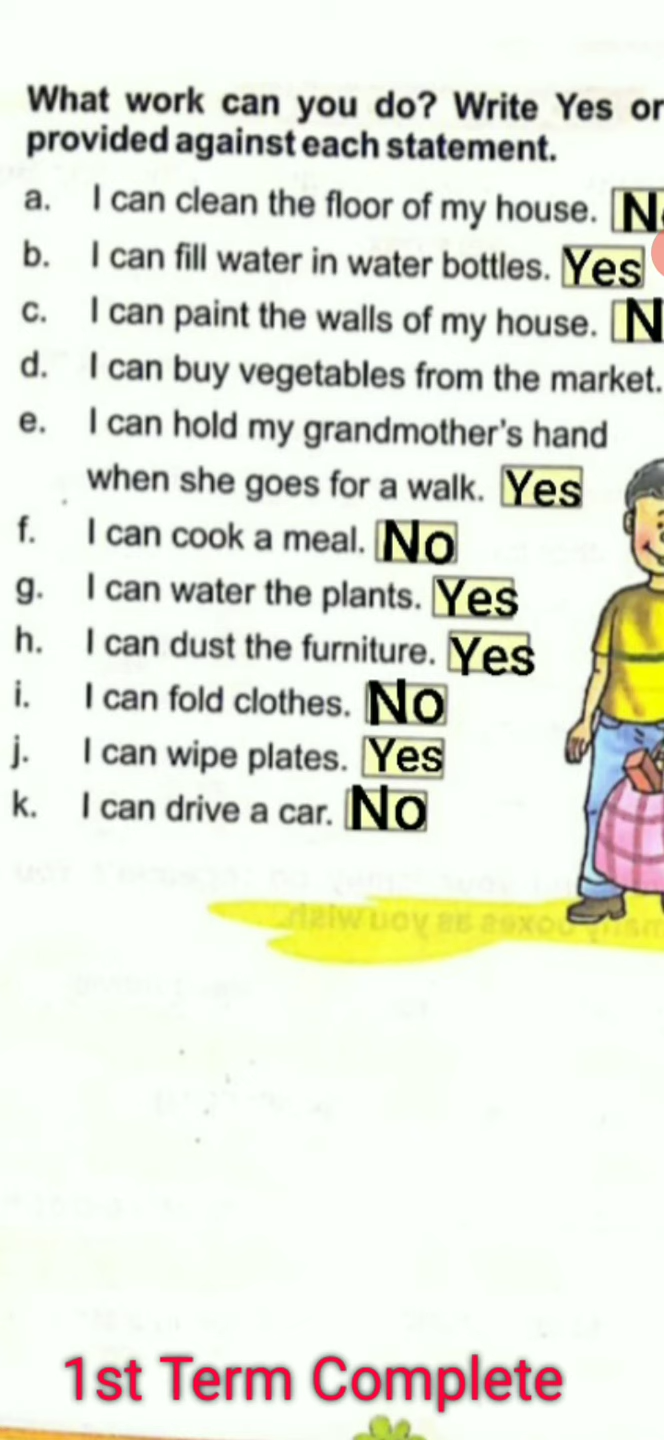 What work can you do? Write Yes or
provided against each statement.
a. I can clean the floor of my house.
b. I can fill water in water bottles. Yes
c. I can paint the walls of my house.
d. I can buy vegetables from the market.
e. I can hold my grandmother's hand
when she goes for a walk. Yes
f. I can cook a meal. No
g. I can water the plants. Yes
h. I can dust the furniture. Yes
i. I can fold clothes. No
j. I can wipe plates. Yes
k. I can drive a car. No
1st Term Complete